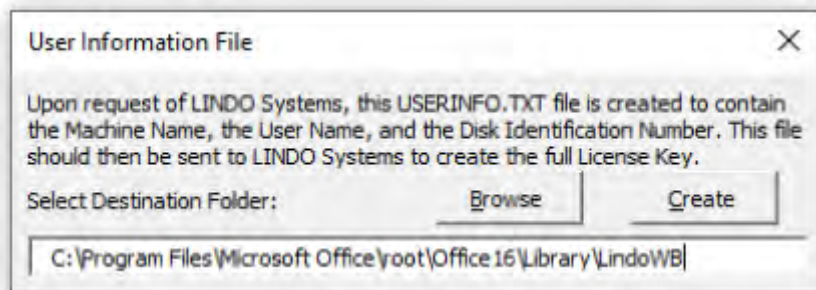 User Information File
Upon request of LINDO Systems, this USERINFO.TXT file is created to contain
the Machine Name, the User Name, and the Disk Identification Number. This file
should then be sent to LINDO Systems to create the full License Key.
Select Destination Folder: Browse Create
C:\Program Files\Microsoft Office\root\Office16\Library\LindoWB